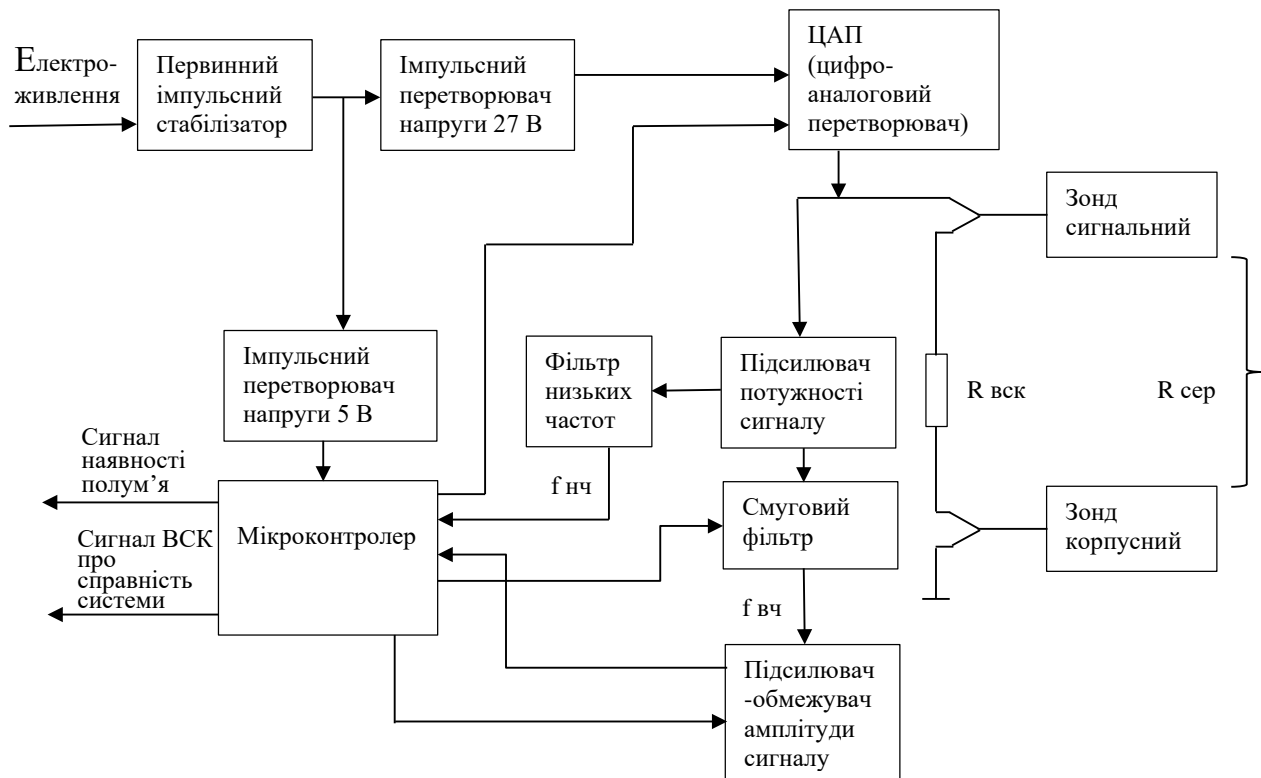 Електро-
живлення
Первинний
імпульсний
стабілізатор
Імпульсний
перетворювач
напруги 27 В
ЦАП
(цифро-
аналоговий
перетворювач)
Зонд
сигнальний
Імпульсний
перетворювач
напруги 5 В
Фільтр
низьких
частот
Підсилювач
потужності
сигналу
R вск
R сер
Сигнал
наявності
полум’я
f нч
Мікроконтролер
Смуговий
фільтр
Зонд
корпусний
Сигнал ВСК
про
справність
системи
f вч
Підсилювач
-обмежувач
амплітуди
сигналу